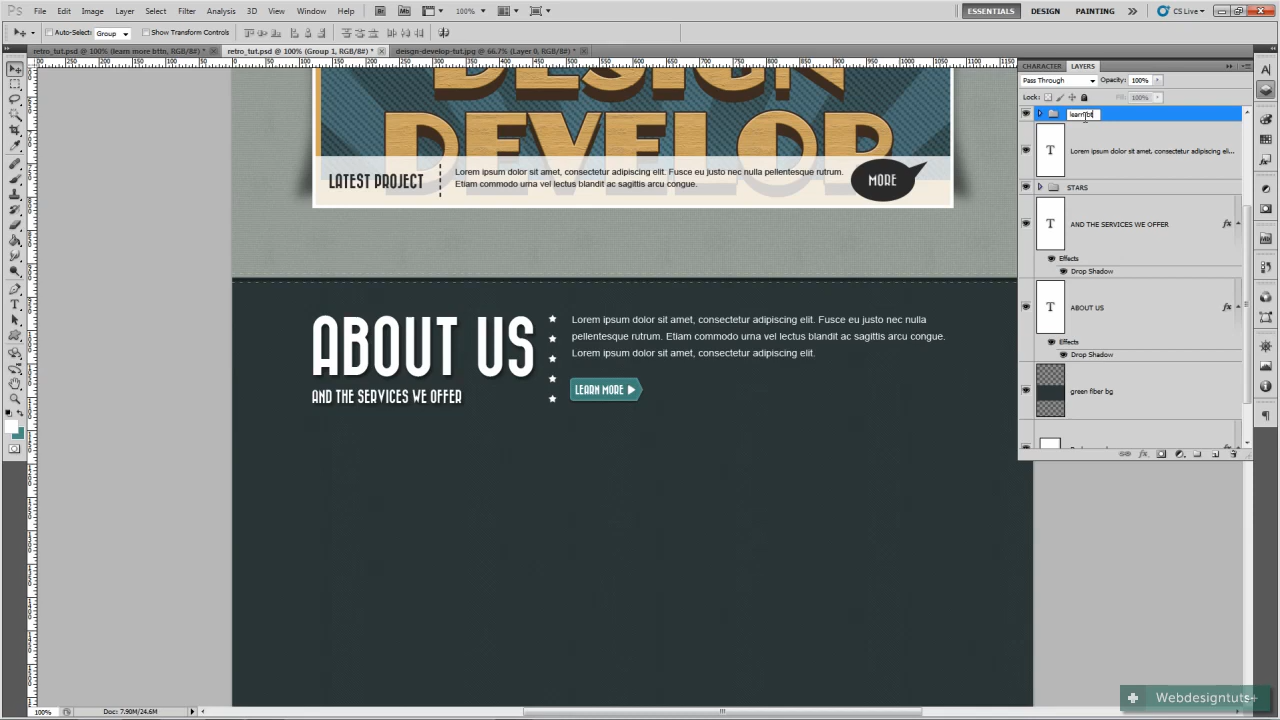 Ps File Edit Image Layer Select Filter Analysis 3D View Window Help Br Mb 100% ESSENTIALS DESIGN PAINTING CS Live
Auto-Select: Group Show Transform Controls
retro_tut.psd @ 100% (learn more bttn, RGB/8#) * retro_tut.psd @ 100% (Group 1, RGB/8#) * deisgn-develop-tut.jpg @ 66.7% (Layer 0, RGB/8#) *
DESIGN
DEVELOP
LATEST PROJECT
Lorem ipsum dolor sit amet, consectetur adipiscing elit. Fusce eu justo nec nulla pellentesque rutrum.
Etiam commodo urna vel lectus blandit ac sagittis arcu congue.
MORE
ABOUT US
AND THE SERVICES WE OFFER
Lorem ipsum dolor sit amet, consectetur adipiscing elit. Fusce eu justo nec nulla
pellentesque rutrum. Etiam commodo urna vel lectus blandit ac sagittis arcu congue.
Lorem ipsum dolor sit amet, consectetur adipiscing elit.
LEARN MORE
CHARACTER LAYERS
Pass Through Opacity: 100%
Lock: Fill: 100%
Lorem ipsum dolor sit amet, consectetur adipiscing eli...
STARS
AND THE SERVICES WE OFFER fx
Effects
Drop Shadow
ABOUT US fx
Effects
Drop Shadow
green fiber bg
Webdesigntuts+
100% Doc: 7.90M/24.6M